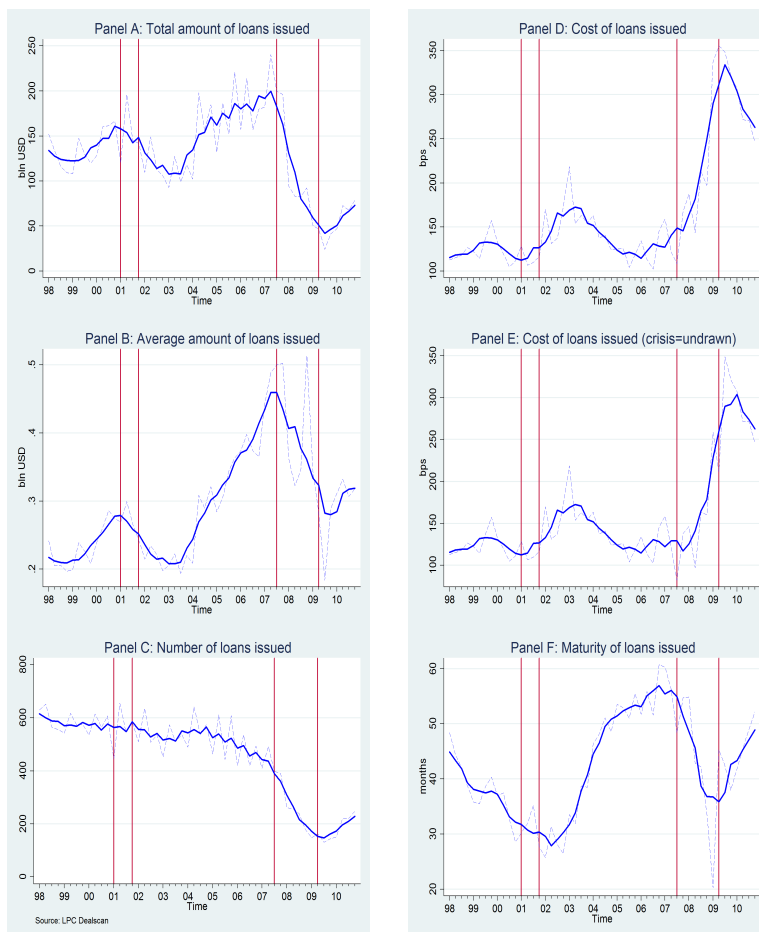 Panel A: Total amount of loans issued
250
200
150
100
50
0
bln USD
98 99 00 01 02 03 04 05 06 07 08 09 10
Time
Panel B: Average amount of loans issued
.5
.4
.3
.2
bln USD
98 99 00 01 02 03 04 05 06 07 08 09 10
Time
Panel C: Number of loans issued
800
600
400
200
0
98 99 00 01 02 03 04 05 06 07 08 09 10
Time
Source: LPC Dealscan
Panel D: Cost of loans issued
350
300
250
200
150
100
bps
98 99 00 01 02 03 04 05 06 07 08 09 10
Time
Panel E: Cost of loans issued (crisis=undrawn)
350
300
250
200
150
100
bps
98 99 00 01 02 03 04 05 06 07 08 09 10
Time
Panel F: Maturity of loans issued
60
50
40
30
20
months
98 99 00 01 02 03 04 05 06 07 08 09 10
Time